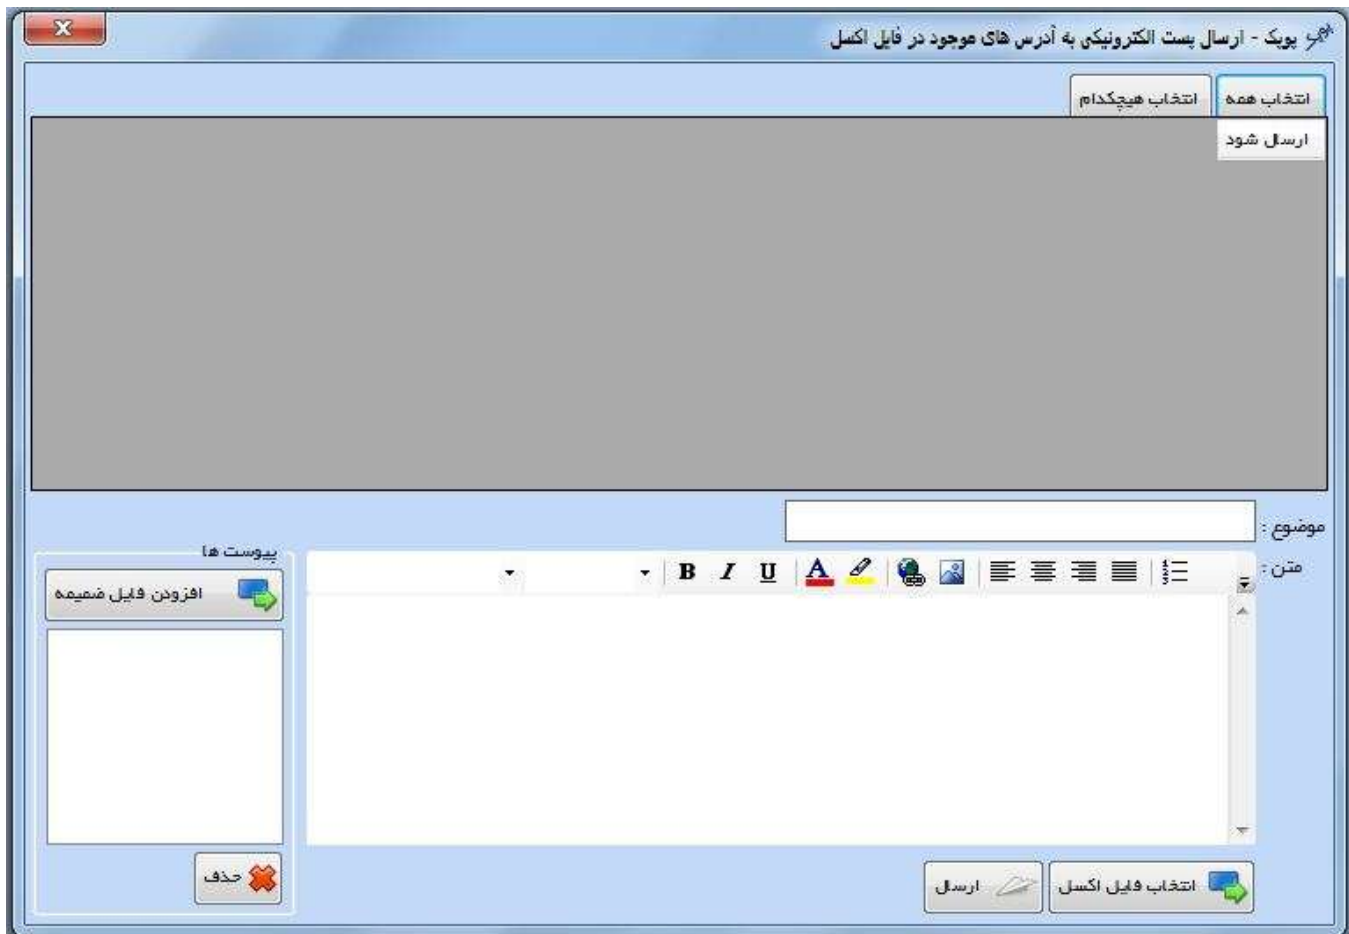 پوپک - ارسال پست الکترونیکی به آدرس های موجود در فایل اکسل
انتخاب همه
انتخاب هیچکدام
ارسال شود
موضوع :
متن :
B I U A
پیوست ها
افزودن فایل ضمیمه
حذف
انتخاب فایل اکسل
ارسال